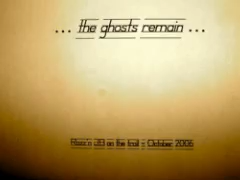 ... the ghosts remain ...
on the trail - October 2006